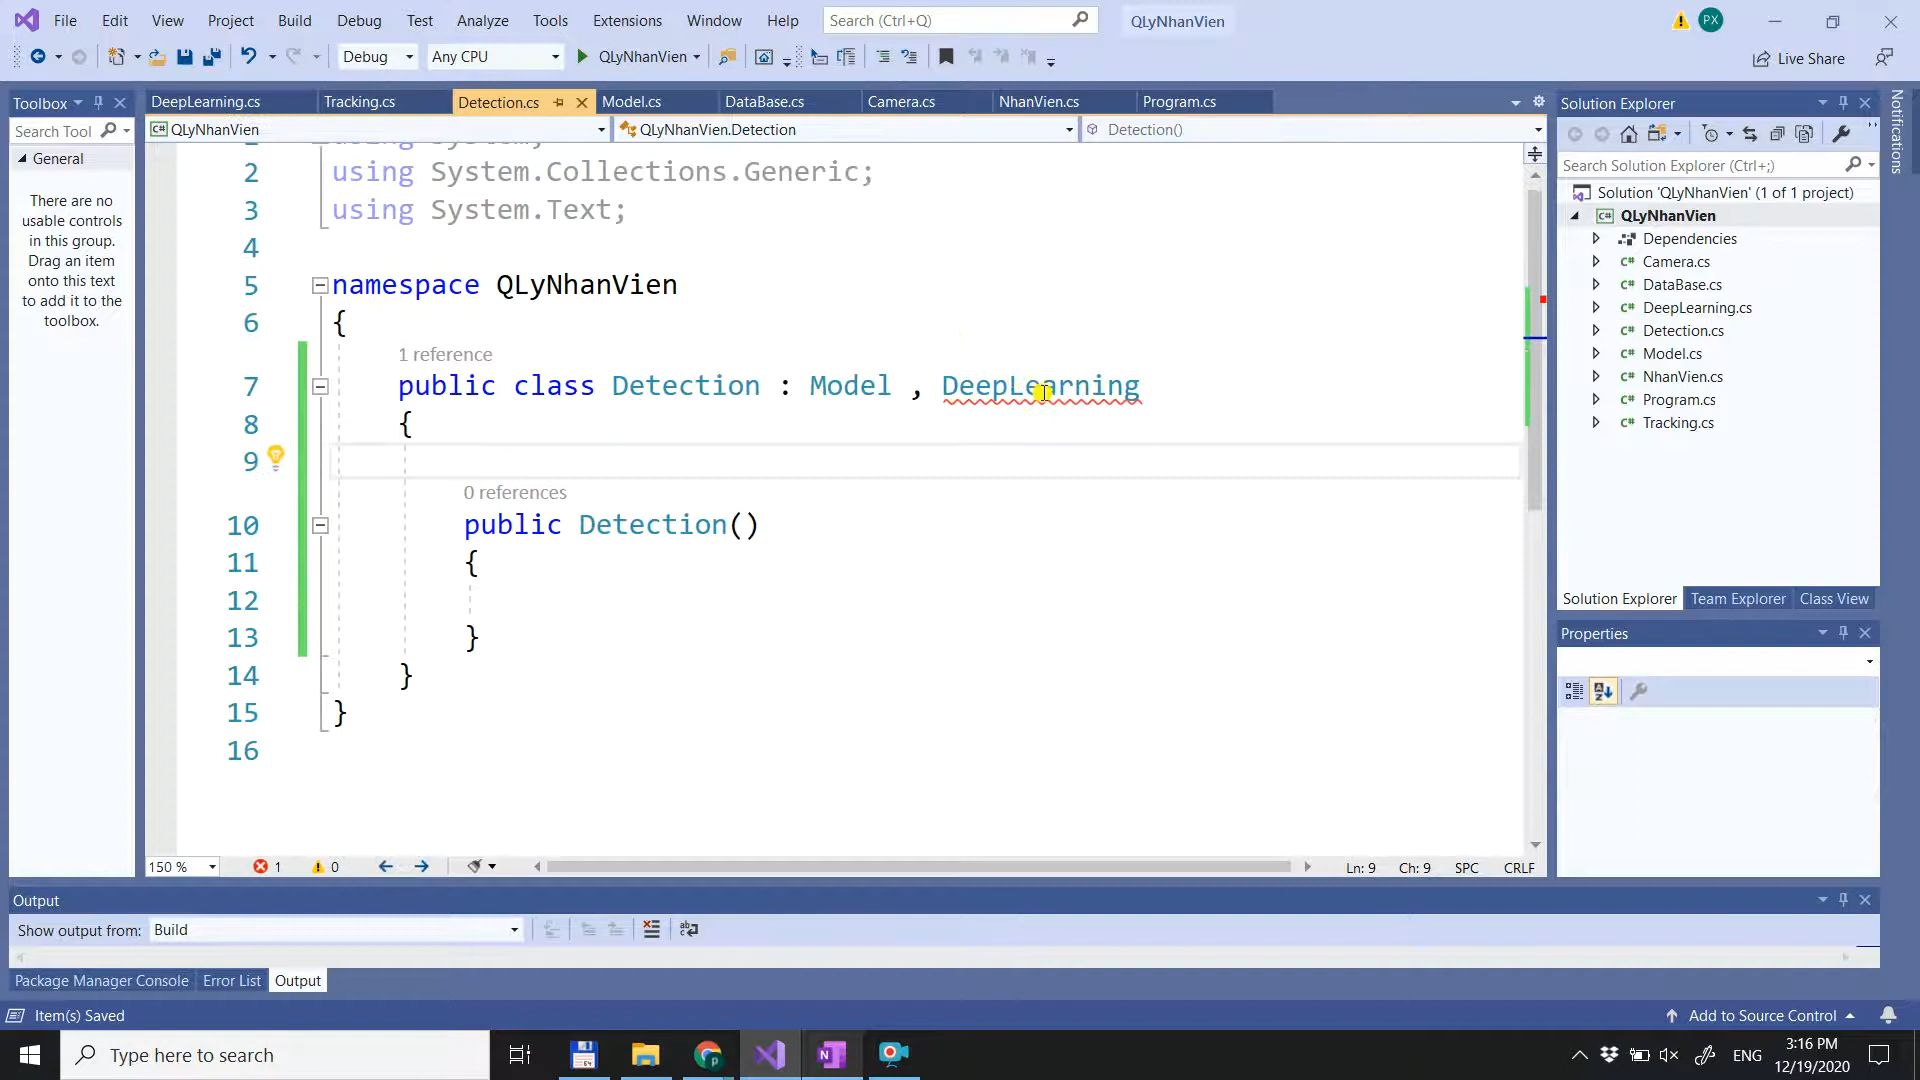 File Edit View Project Build Debug Test Analyze Tools Extensions Window Help Search (Ctrl+Q) QLyNhanVien PX
Debug Any CPU QLyNhanVien Live Share
Toolbox DeepLearning.cs Tracking.cs Detection.cs Model.cs DataBase.cs Camera.cs NhanVien.cs Program.cs Solution Explorer
Search Tool QLyNhanVien QLyNhanVien.Detection Detection()
General
There are no
usable controls
in this group.
Drag an item
onto this text
to add it to the
toolbox.
using System;
2 using System.Collections.Generic;
3 using System.Text;
4
5 namespace QLyNhanVien
6 {
1 reference
7 public class Detection : Model , DeepLearning
8 {
9
0 references
10 public Detection()
11 {
12
13 }
14 }
15 }
16
150 % 1 0 Ln: 9 Ch: 9 SPC CRLF
Search Solution Explorer (Ctrl+;)
Solution 'QLyNhanVien' (1 of 1 project)
QLyNhanVien
Dependencies
C# Camera.cs
C# DataBase.cs
C# DeepLearning.cs
C# Detection.cs
C# Model.cs
C# NhanVien.cs
C# Program.cs
C# Tracking.cs
Solution Explorer Team Explorer Class View
Properties
Notifications
Output
Show output from: Build
Package Manager Console Error List Output
Item(s) Saved Add to Source Control
Type here to search ENG 3:16 PM
12/19/2020